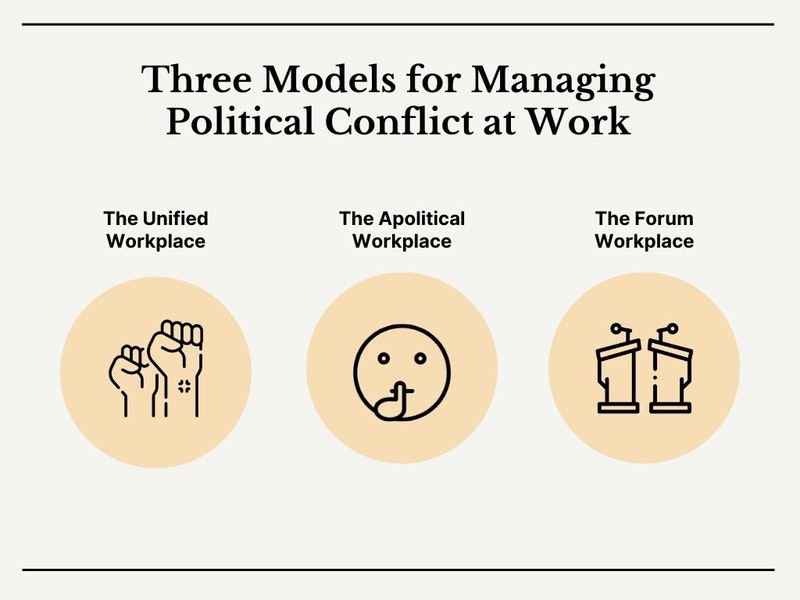 Three Models for Managing
Political Conflict at Work
The Unified
Workplace
The Apolitical
Workplace
The Forum
Workplace